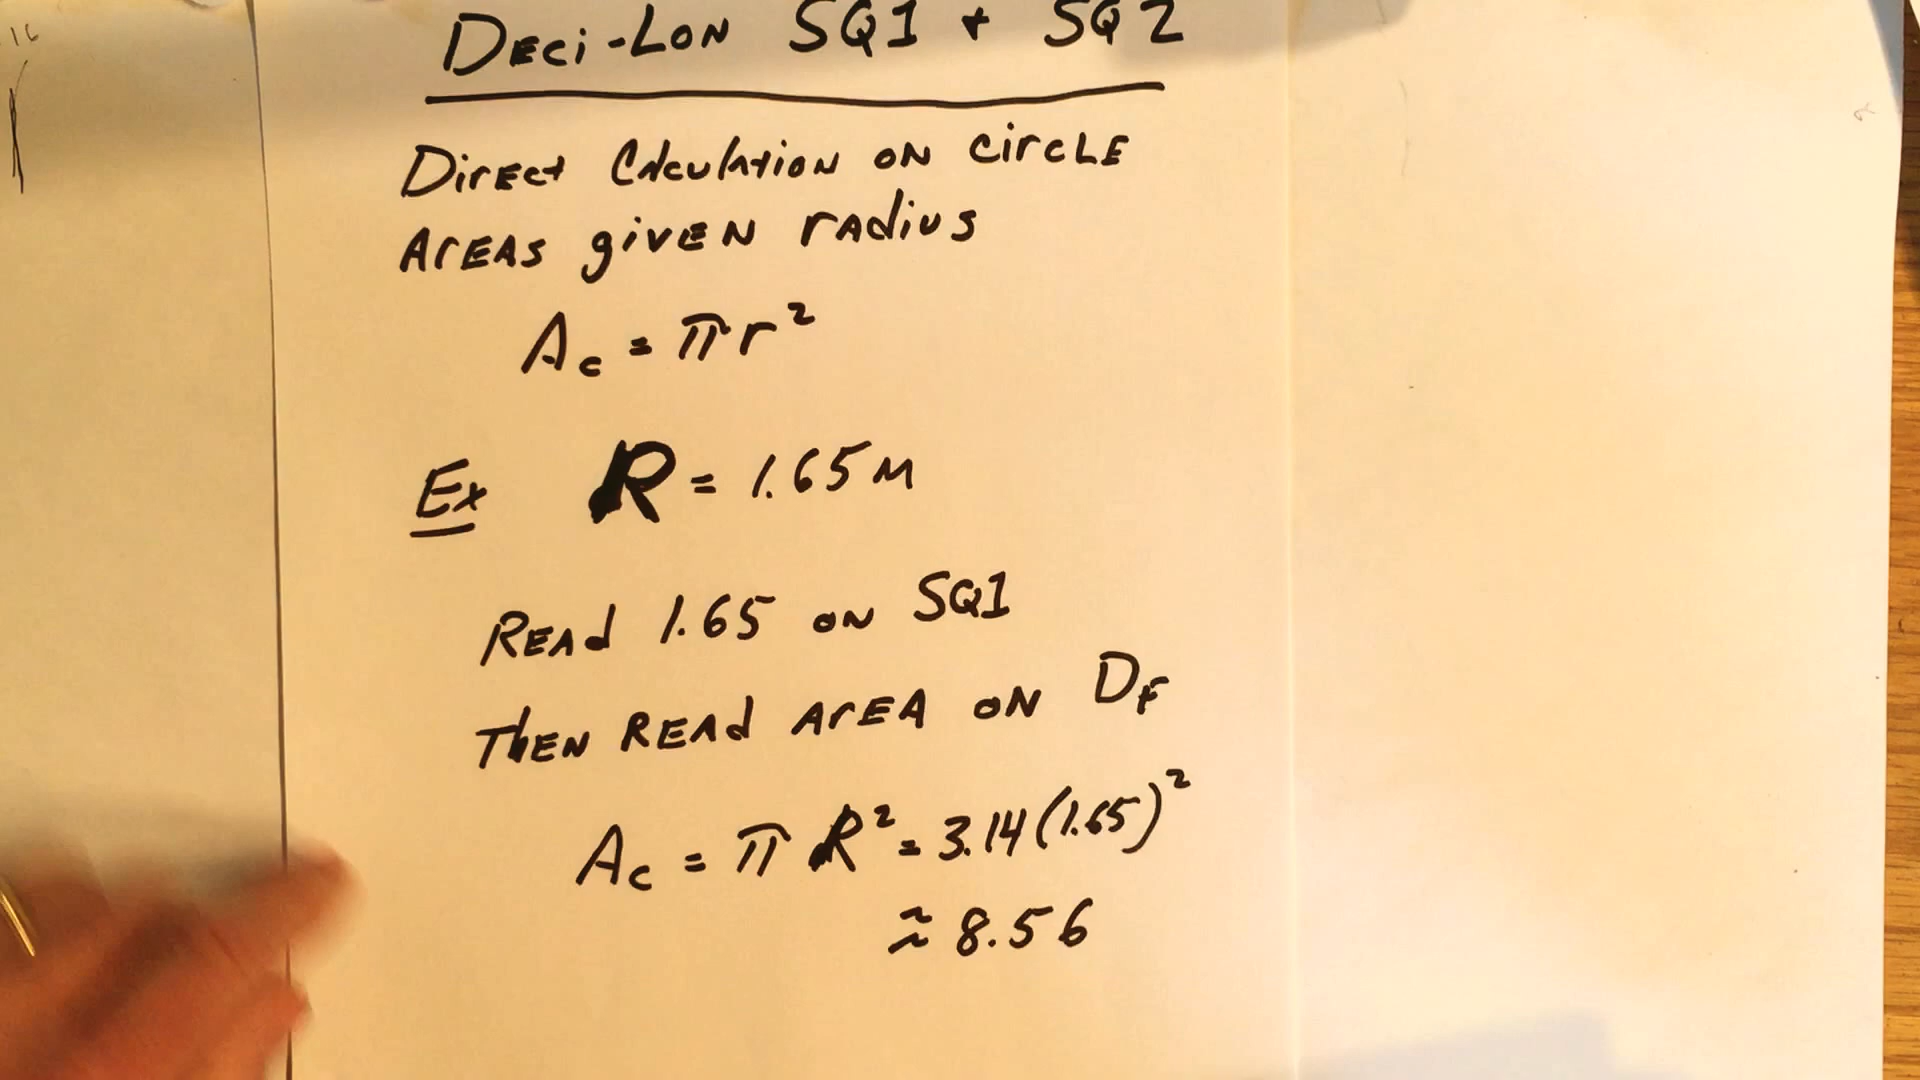 Deci-Lon SQ1 + SQ2
Direct Calculation on circle
Areas given radius
Ac = πr²
Ex R = 1.65 M
Read 1.65 on SQ1
Then Read Area on DF
Ac = π R² = 3.14(1.65)²
≈ 8.56